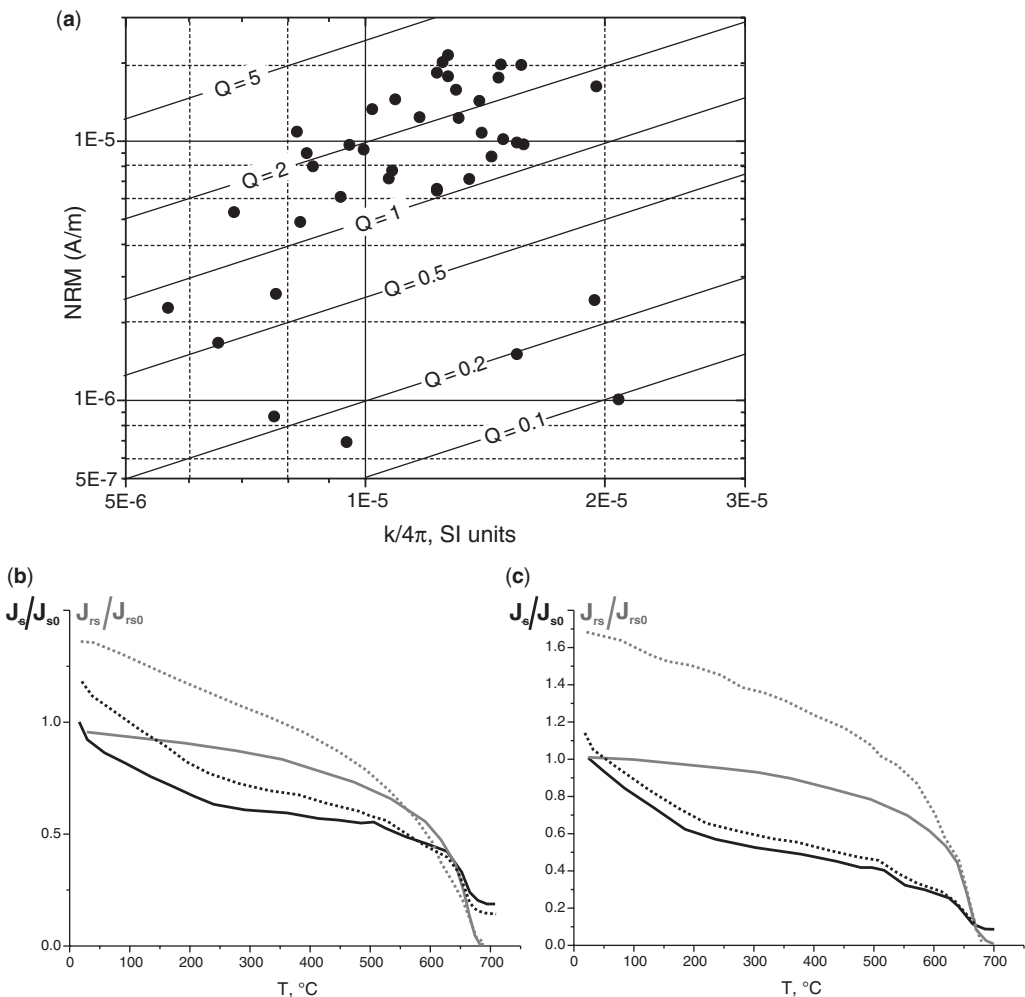 (a)
Q = 5
Q = 2
Q = 1
Q = 0.5
Q = 0.2
Q = 0.1
1E-5
1E-6
5E-7
NRM (A/m)
5E-6 1E-5 2E-5 3E-5
k/4π, SI units
(b)
Js/Js0 Jrs/Jrs0
1.0
0.5
0.0
0 100 200 300 400 500 600 700
T, °C
(c)
Js/Js0 Jrs/Jrs0
1.6
1.4
1.2
1.0
0.8
0.6
0.4
0.2
0.0
0 100 200 300 400 500 600 700
T, °C